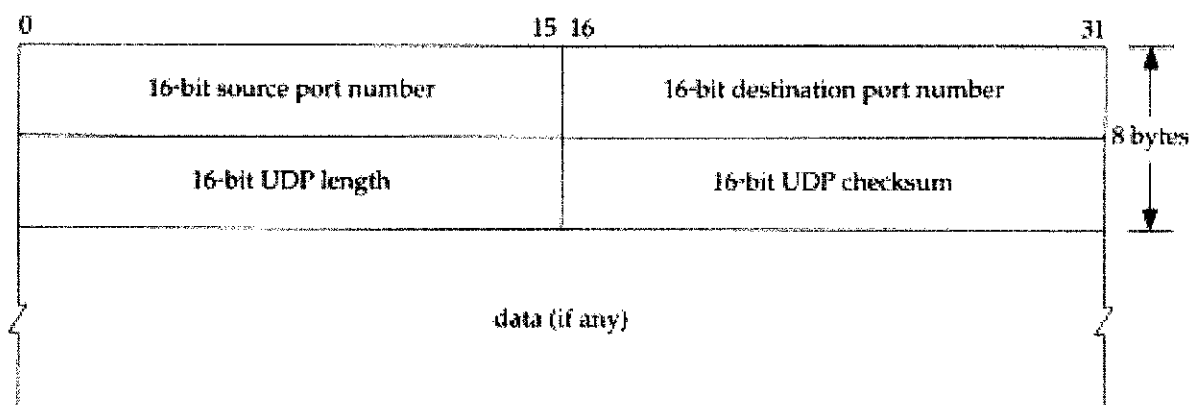 0 15 16 31
16-bit source port number 16-bit destination port number
8 bytes
16-bit UDP length 16-bit UDP checksum
data (if any)